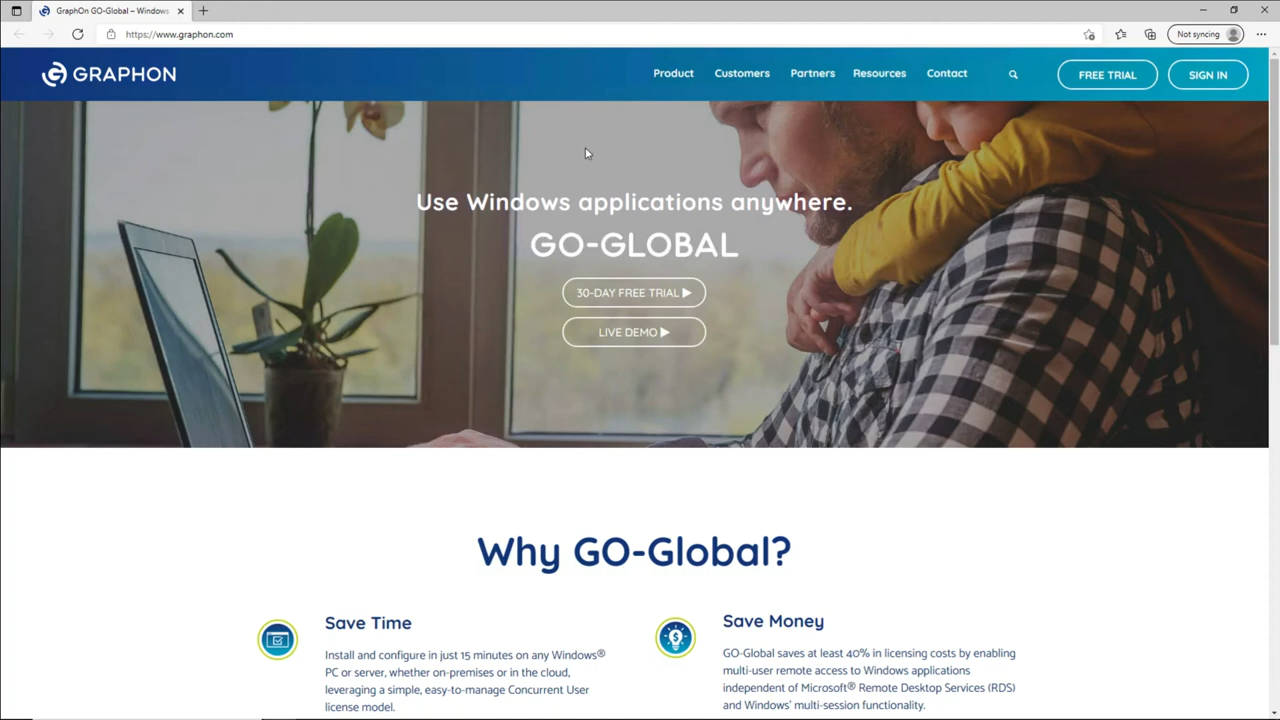 GraphOn GO-Global – Windows
https://www.graphon.com
Not syncing
GRAPHON
Product
Customers
Partners
Resources
Contact
FREE TRIAL
SIGN IN
Use Windows applications anywhere.
GO-GLOBAL
30-DAY FREE TRIAL
LIVE DEMO
Why GO-Global?
Save Time
Install and configure in just 15 minutes on any Windows®
PC or server, whether on-premises or in the cloud,
leveraging a simple, easy-to-manage Concurrent User
license model.
Save Money
GO-Global saves at least 40% in licensing costs by enabling
multi-user remote access to Windows applications
independent of Microsoft® Remote Desktop Services (RDS)
and Windows' multi-session functionality.